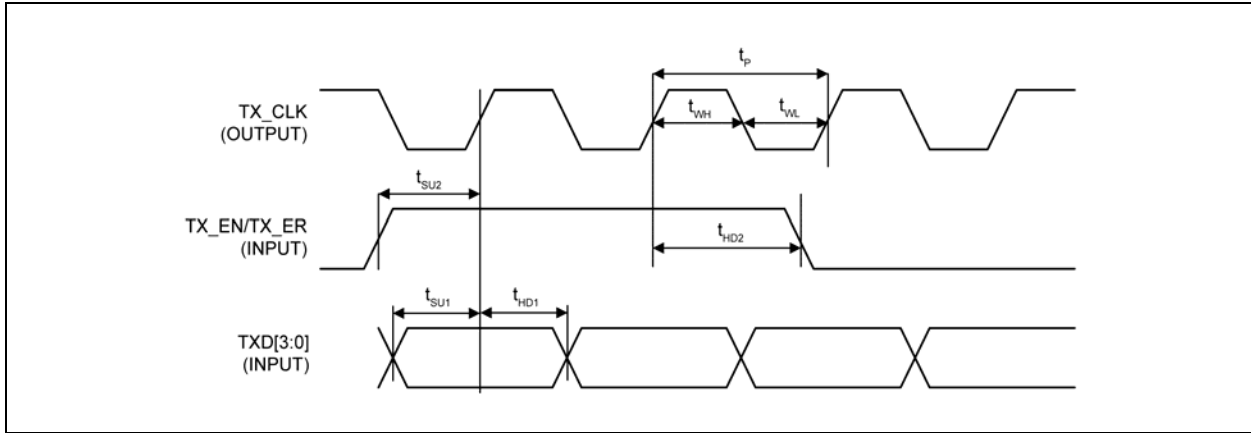 t_P
TX_CLK
(OUTPUT)
t_WH
t_WL
t_SU2
TX_EN/TX_ER
(INPUT)
t_HD2
t_SU1
t_HD1
TXD[3:0]
(INPUT)